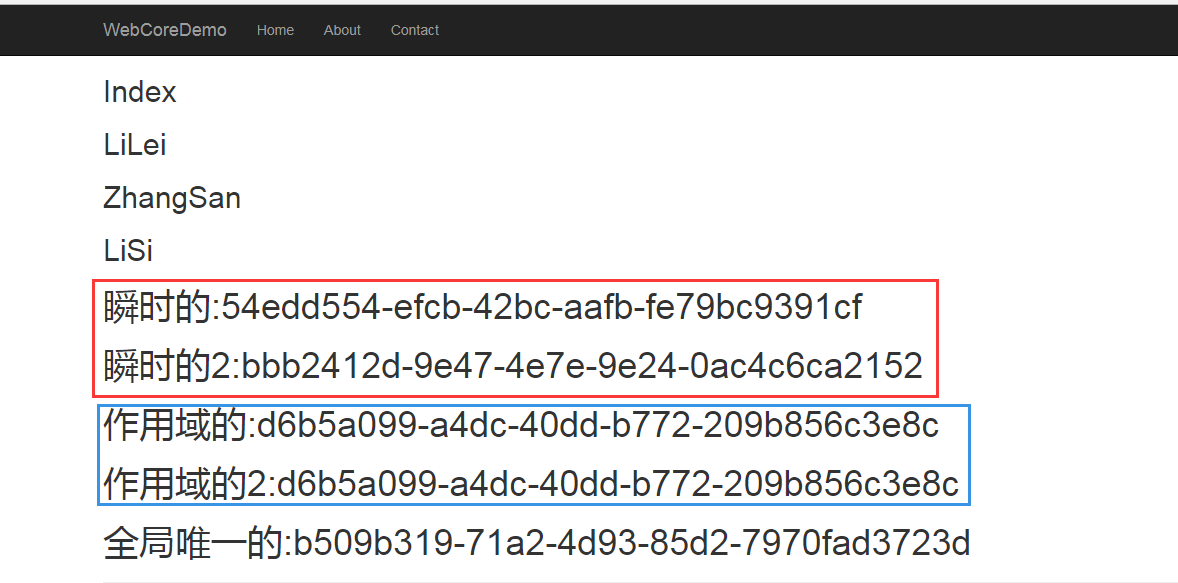 WebCoreDemo Home About Contact
Index
LiLei
ZhangSan
LiSi
瞬时的:54edd554-efcb-42bc-aafb-fe79bc9391cf
瞬时的2:bbb2412d-9e47-4e7e-9e24-0ac4c6ca2152
作用域的:d6b5a099-a4dc-40dd-b772-209b856c3e8c
作用域的2:d6b5a099-a4dc-40dd-b772-209b856c3e8c
全局唯一的:b509b319-71a2-4d93-85d2-7970fad3723d